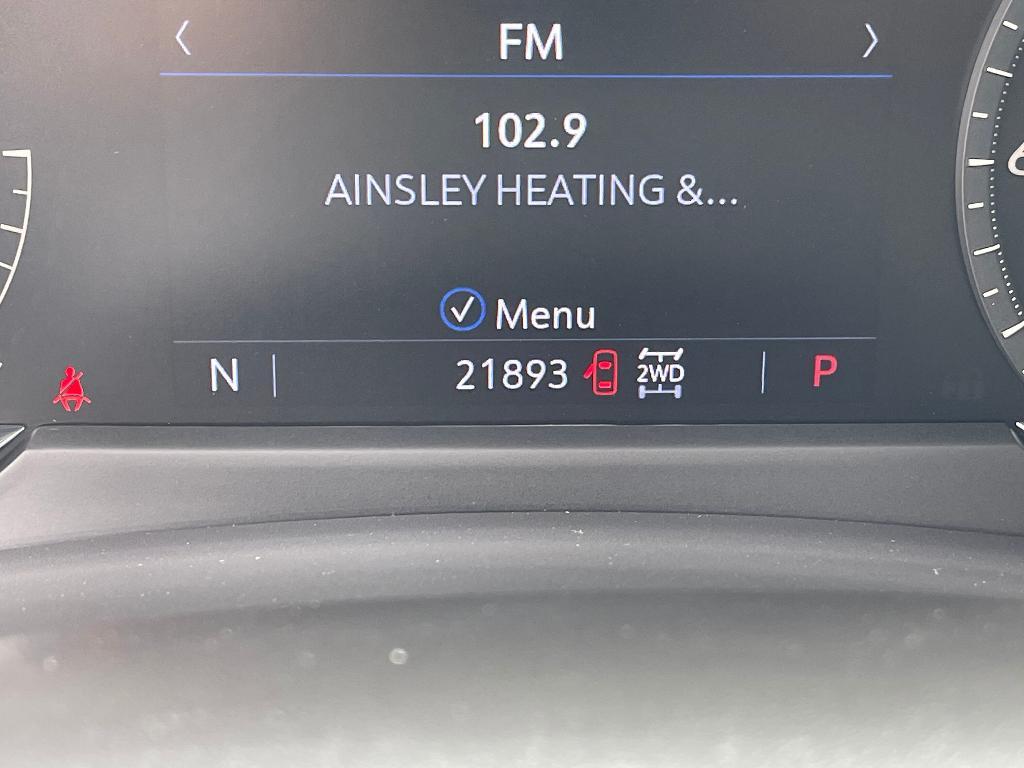 FM
102.9
AINSLEY HEATING &...
Menu
N 21893 2WD P